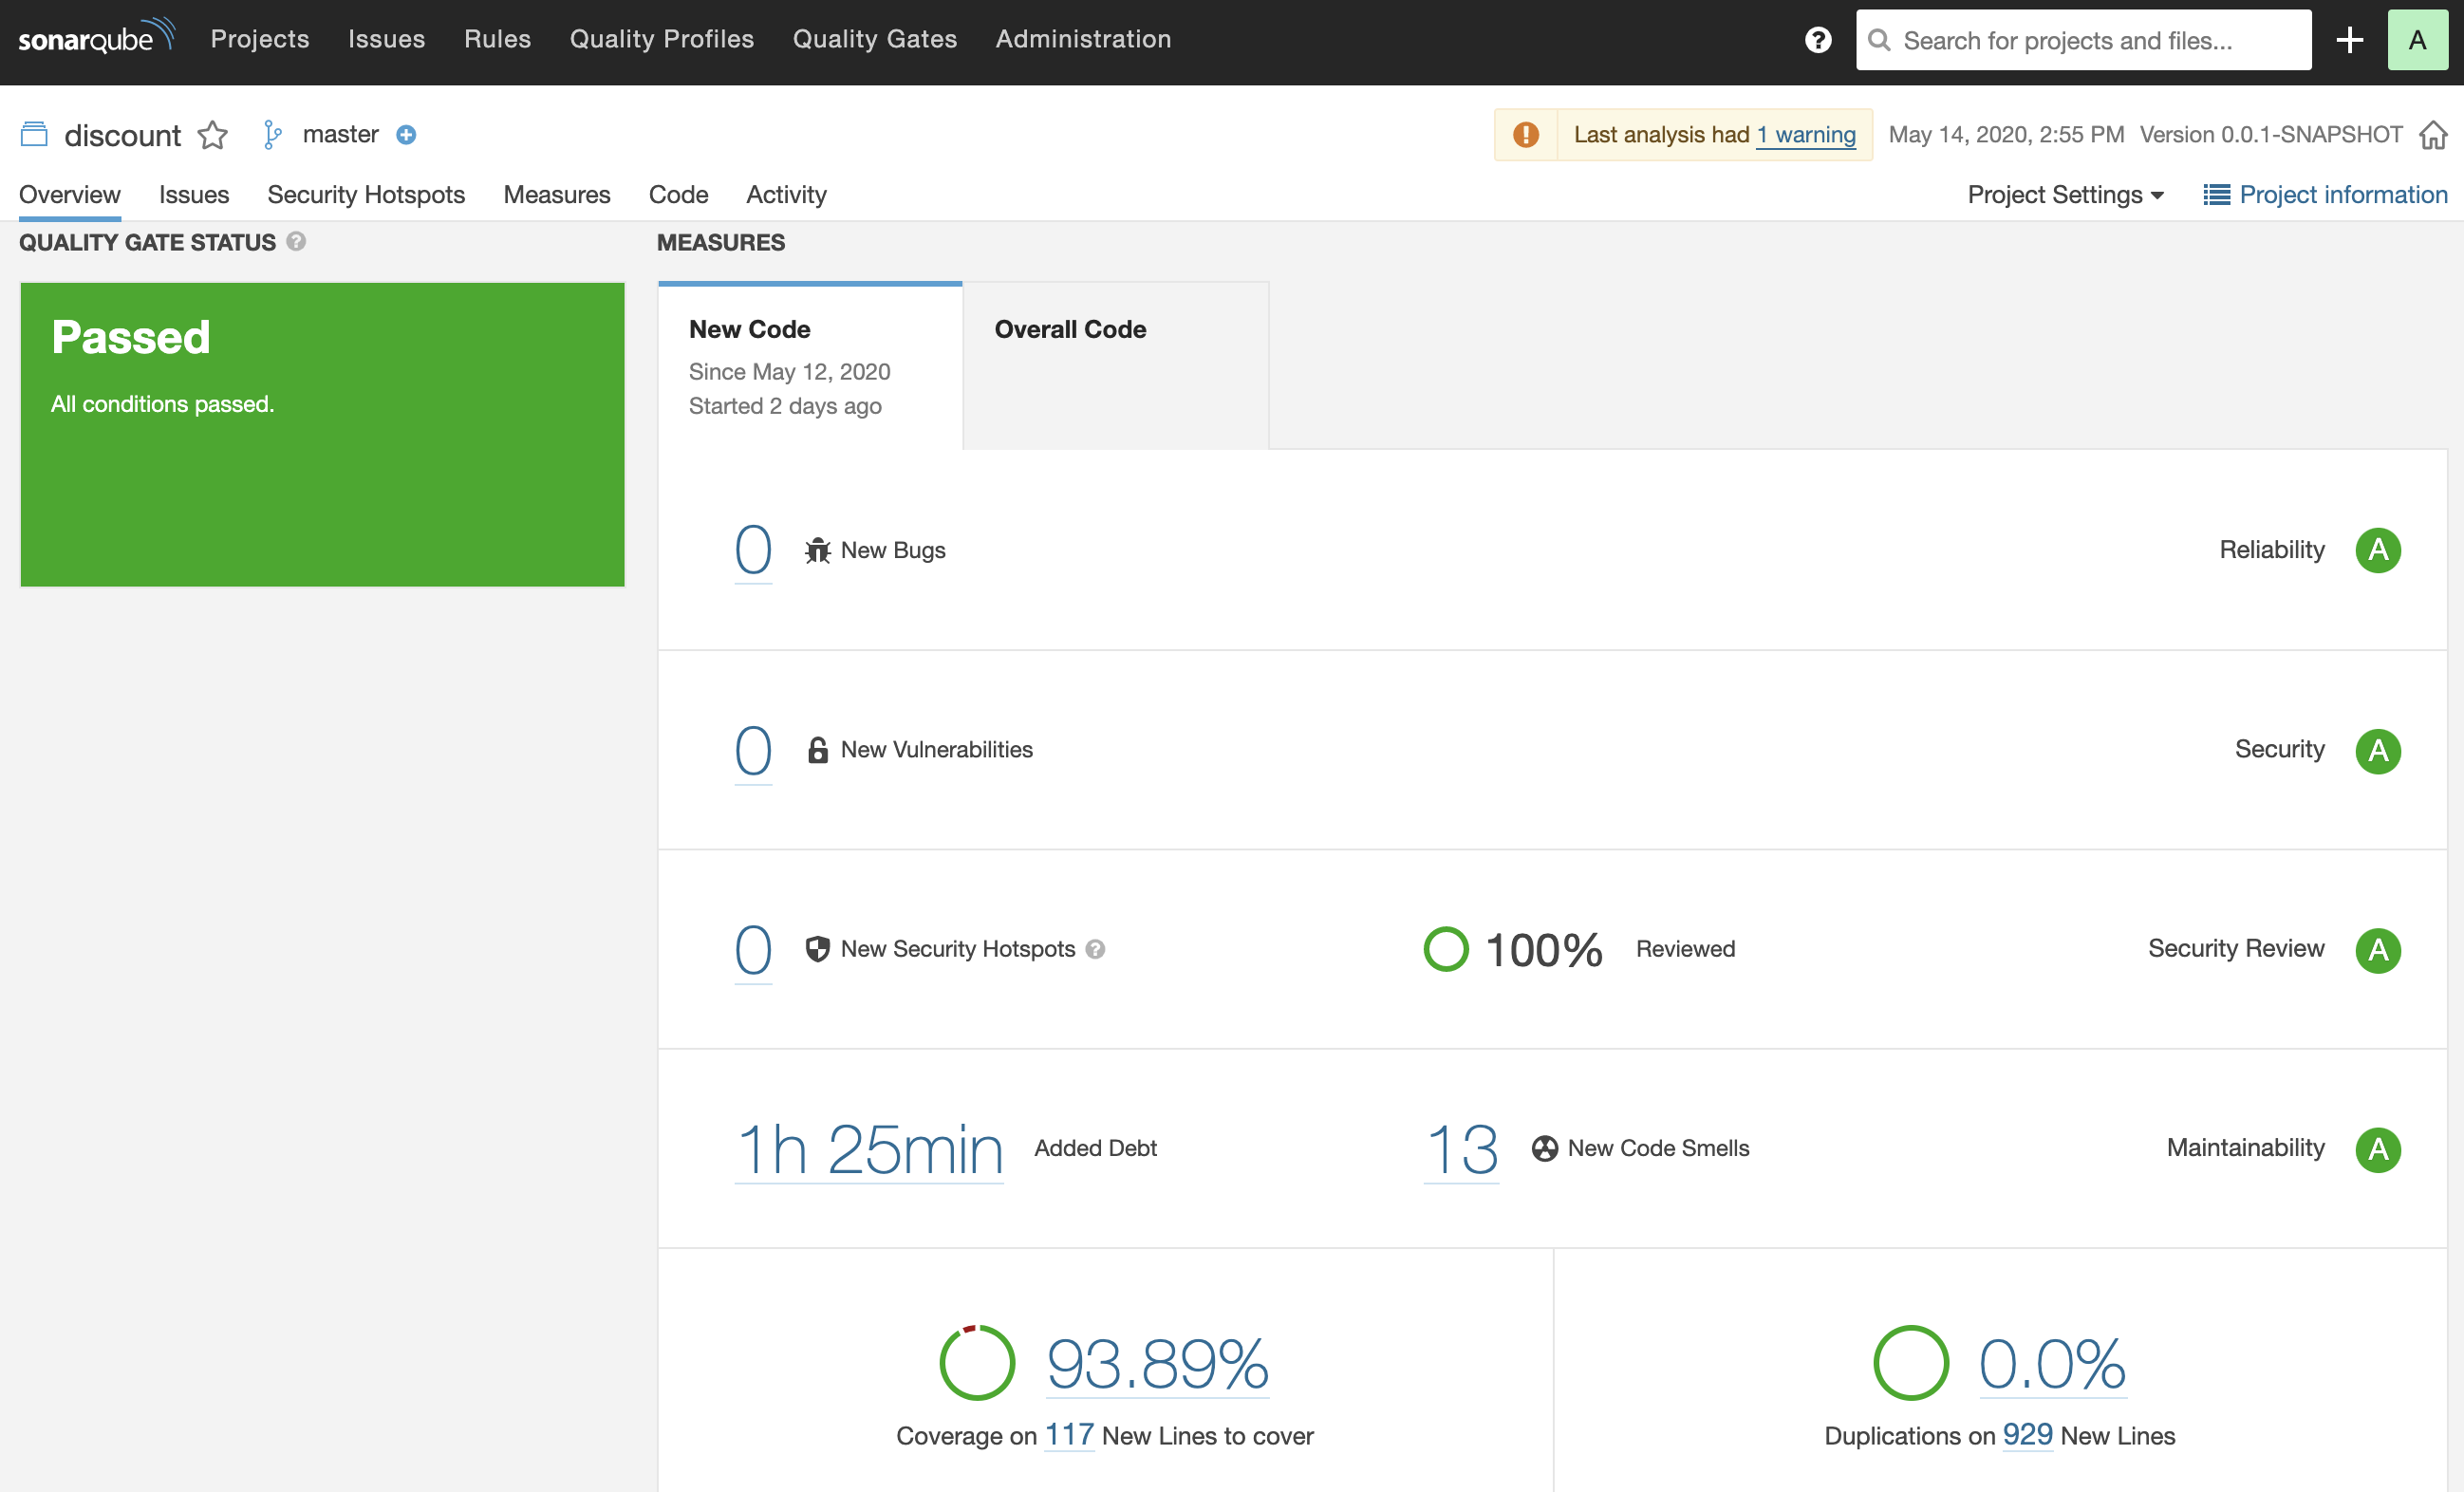 sonarqube Projects Issues Rules Quality Profiles Quality Gates Administration ? Search for projects and files... A
discount master Last analysis had 1 warning May 14, 2020, 2:55 PM Version 0.0.1-SNAPSHOT
Overview Issues Security Hotspots Measures Code Activity Project Settings Project information
QUALITY GATE STATUS ?
Passed
All conditions passed.
MEASURES
New Code
Since May 12, 2020
Started 2 days ago
Overall Code
0 New Bugs Reliability A
0 New Vulnerabilities Security A
0 New Security Hotspots ? 100% Reviewed Security Review A
1h 25min Added Debt 13 New Code Smells Maintainability A
93.89%
Coverage on 117 New Lines to cover
0.0%
Duplications on 929 New Lines